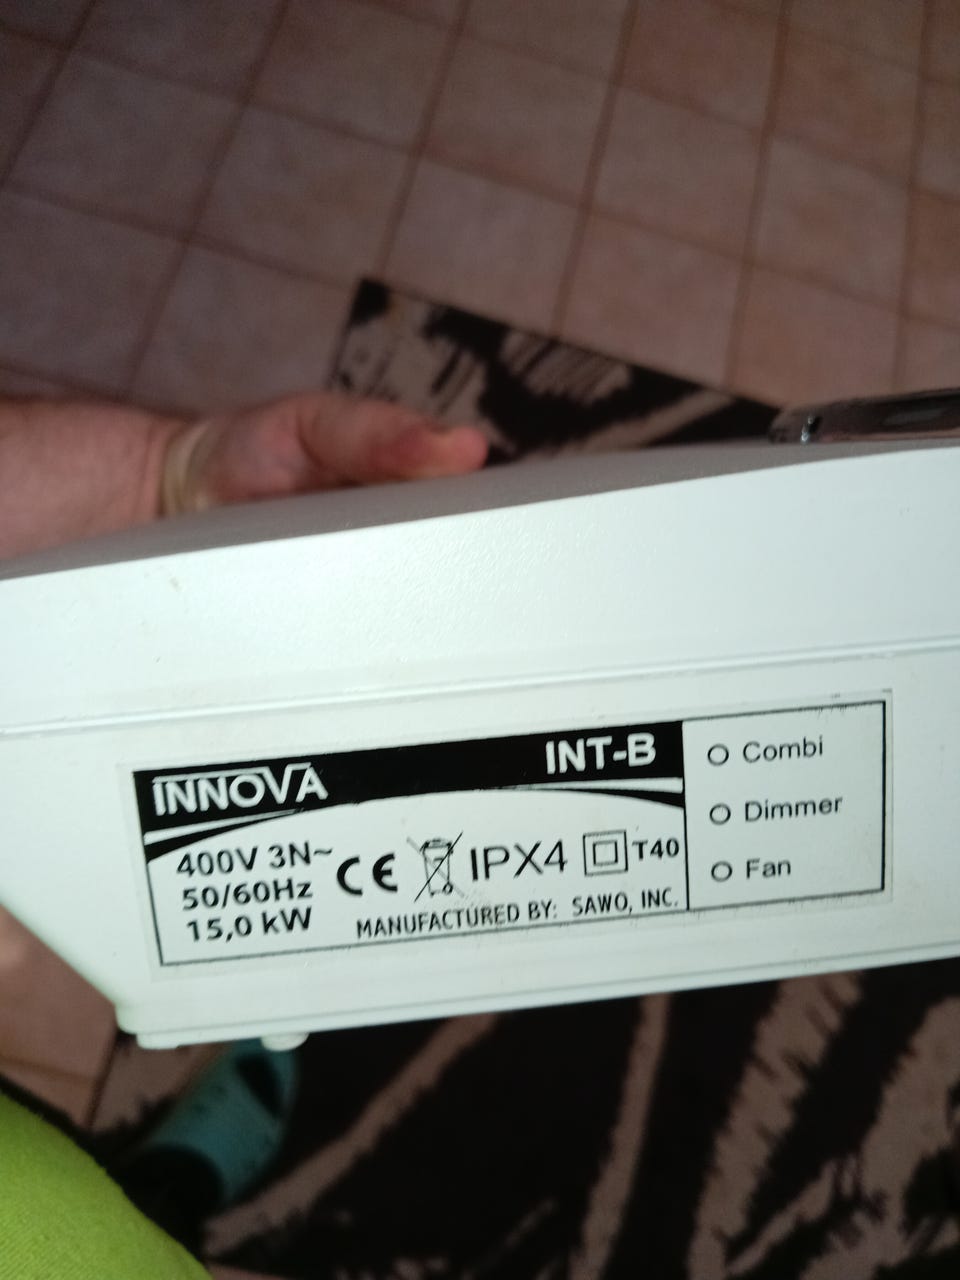 INNOVA INT-B
400V 3N~
50/60Hz
15,0 kW
CE IPX4 T40
MANUFACTURED BY: SAWO, INC.
Combi
Dimmer
Fan